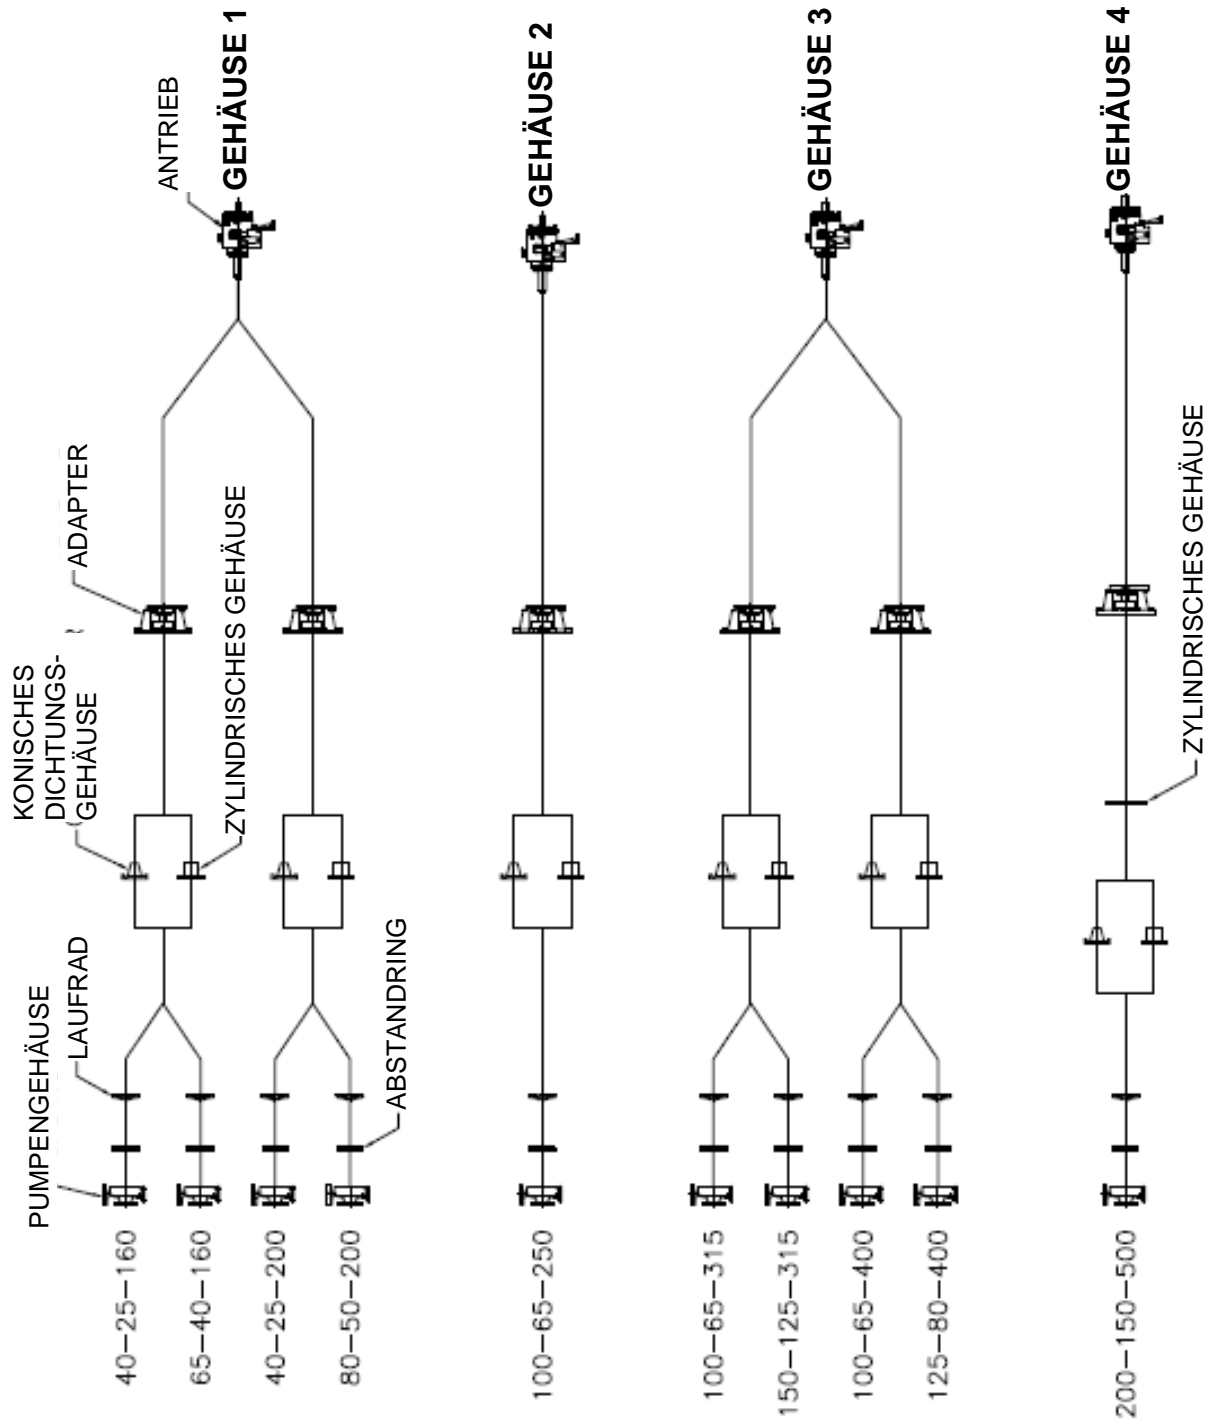 GEHÄUSE 1
GEHÄUSE 2
GEHÄUSE 3
GEHÄUSE 4
ANTRIEB
ADAPTER
KONISCHES
DICHTUNGS-
GEHÄUSE
ZYLINDRISCHES GEHÄUSE
ZYLINDRISCHES GEHÄUSE
PUMPENGEHÄUSE
LAUFRAD
ABSTANDRING
40–25–160
65–40–160
40–25–200
80–50–200
100–65–250
100–65–315
150–125–315
100–65–400
125–80–400
200–150–500